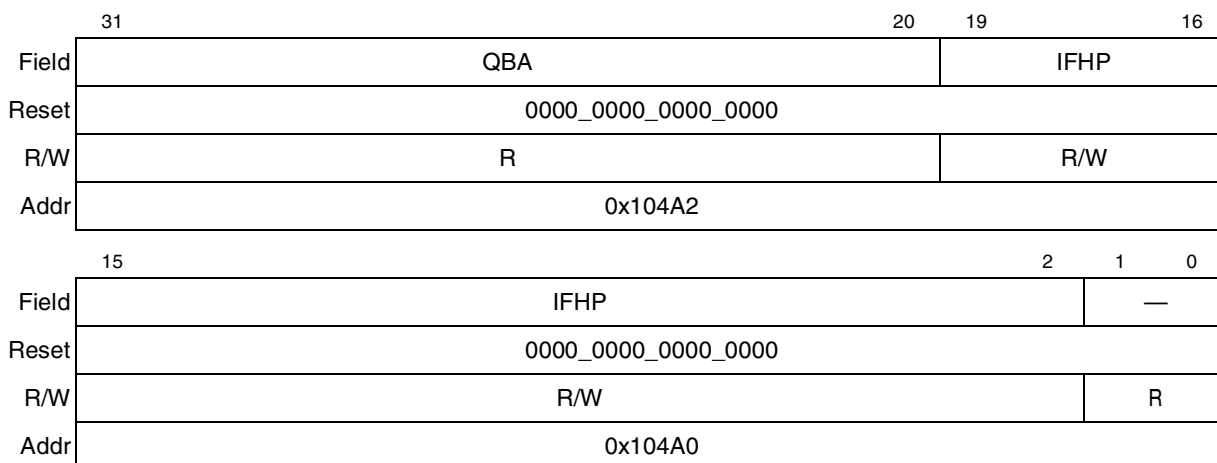 31 20 19 16
Field QBA IFHP
Reset 0000_0000_0000_0000
R/W R R/W
Addr 0x104A2
15 2 1 0
Field IFHP —
Reset 0000_0000_0000_0000
R/W R/W R
Addr 0x104A0